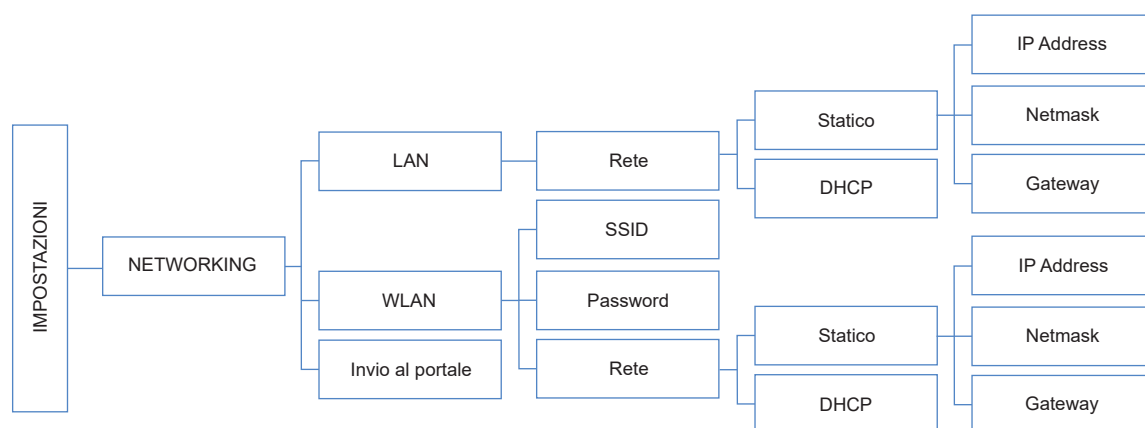 IMPOSTAZIONI
NETWORKING
LAN
Rete
Statico
IP Address
Netmask
Gateway
DHCP
WLAN
SSID
Password
Rete
Statico
IP Address
Netmask
Gateway
DHCP
Invio al portale